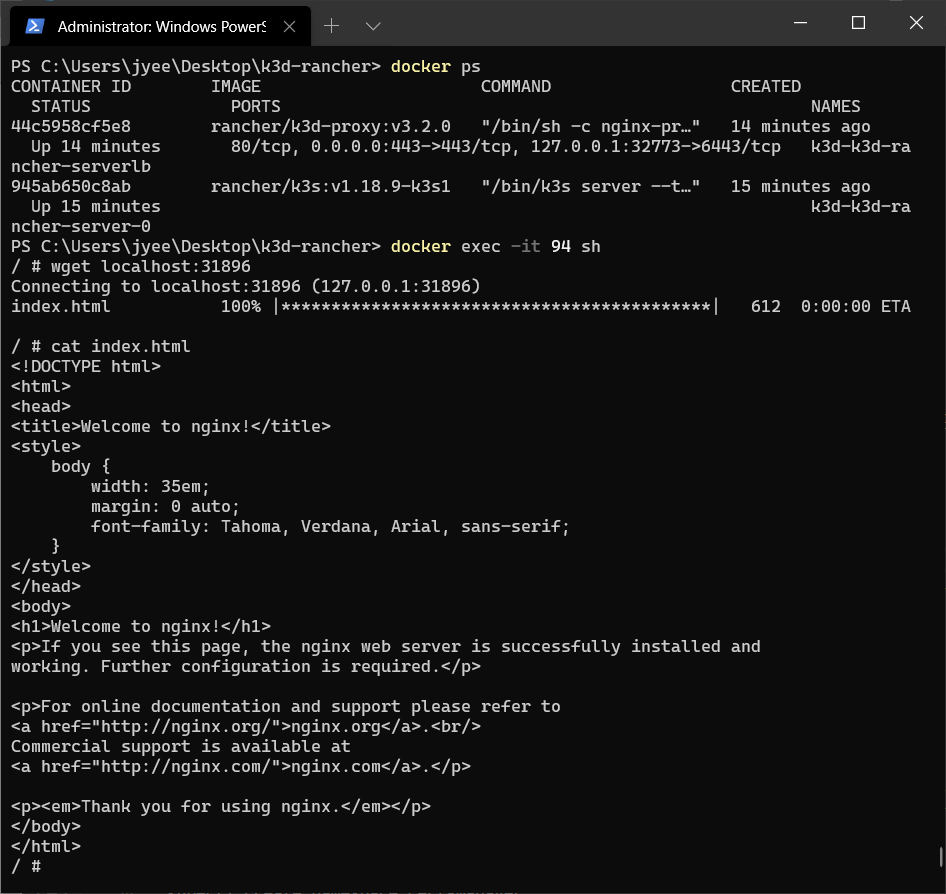 Administrator: Windows PowerS
PS C:\Users\jyee\Desktop\k3d-rancher> docker ps
CONTAINER ID        IMAGE                      COMMAND                  CREATED
  STATUS              PORTS                                                     NAMES
44c5958cf5e8        rancher/k3d-proxy:v3.2.0   "/bin/sh -c nginx-pr…"   14 minutes ago
  Up 14 minutes       80/tcp, 0.0.0.0:443->443/tcp, 127.0.0.1:32773->6443/tcp   k3d-k3d-ra
ncher-serverlb
945ab650c8ab        rancher/k3s:v1.18.9-k3s1   "/bin/k3s server --t…"   15 minutes ago
  Up 15 minutes                                                                 k3d-k3d-ra
ncher-server-0
PS C:\Users\jyee\Desktop\k3d-rancher> docker exec -it 94 sh
/ # wget localhost:31896
Connecting to localhost:31896 (127.0.0.1:31896)
index.html           100% |*******************************************|   612  0:00:00 ETA
/ # cat index.html
<!DOCTYPE html>
<html>
<head>
<title>Welcome to nginx!</title>
<style>
    body {
        width: 35em;
        margin: 0 auto;
        font-family: Tahoma, Verdana, Arial, sans-serif;
    }
</style>
</head>
<body>
<h1>Welcome to nginx!</h1>
<p>If you see this page, the nginx web server is successfully installed and
working. Further configuration is required.</p>
<p>For online documentation and support please refer to
<a href="http://nginx.org/">nginx.org</a>.<br/>
Commercial support is available at
<a href="http://nginx.com/">nginx.com</a>.</p>
<p><em>Thank you for using nginx.</em></p>
</body>
</html>
/ #